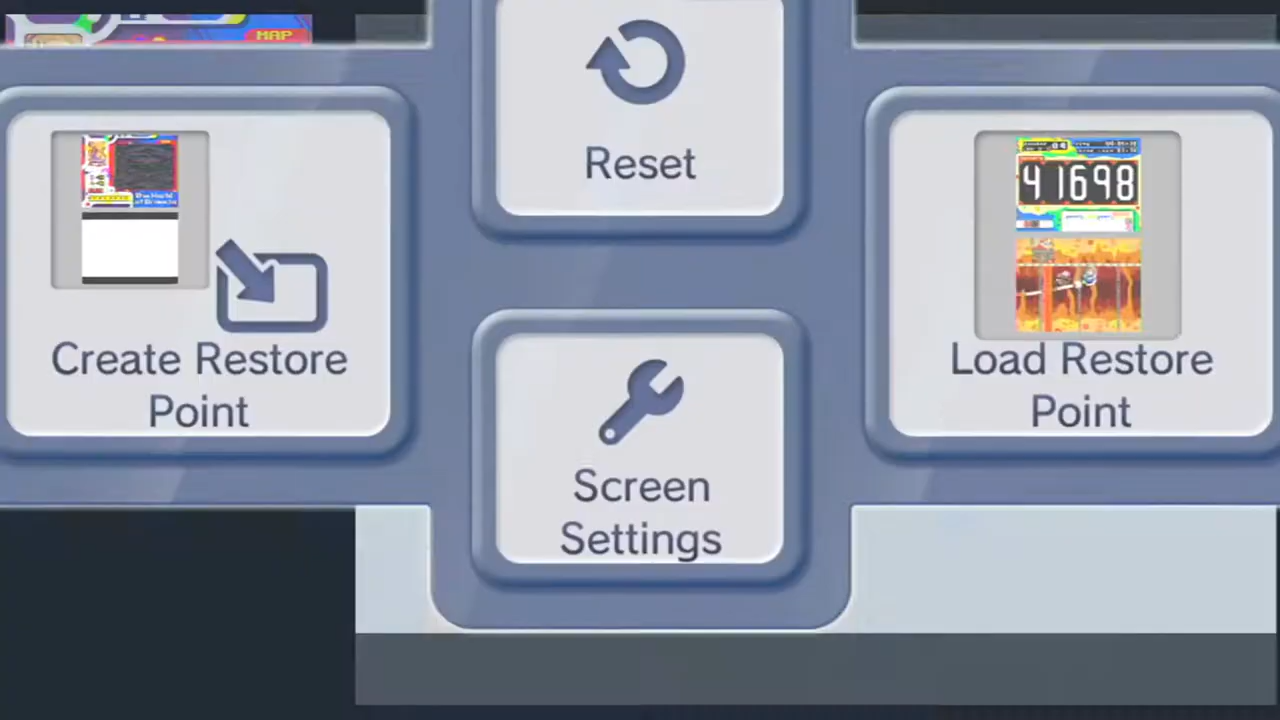 MAP
Reset
41698
Create Restore
Point
Load Restore
Point
Screen
Settings